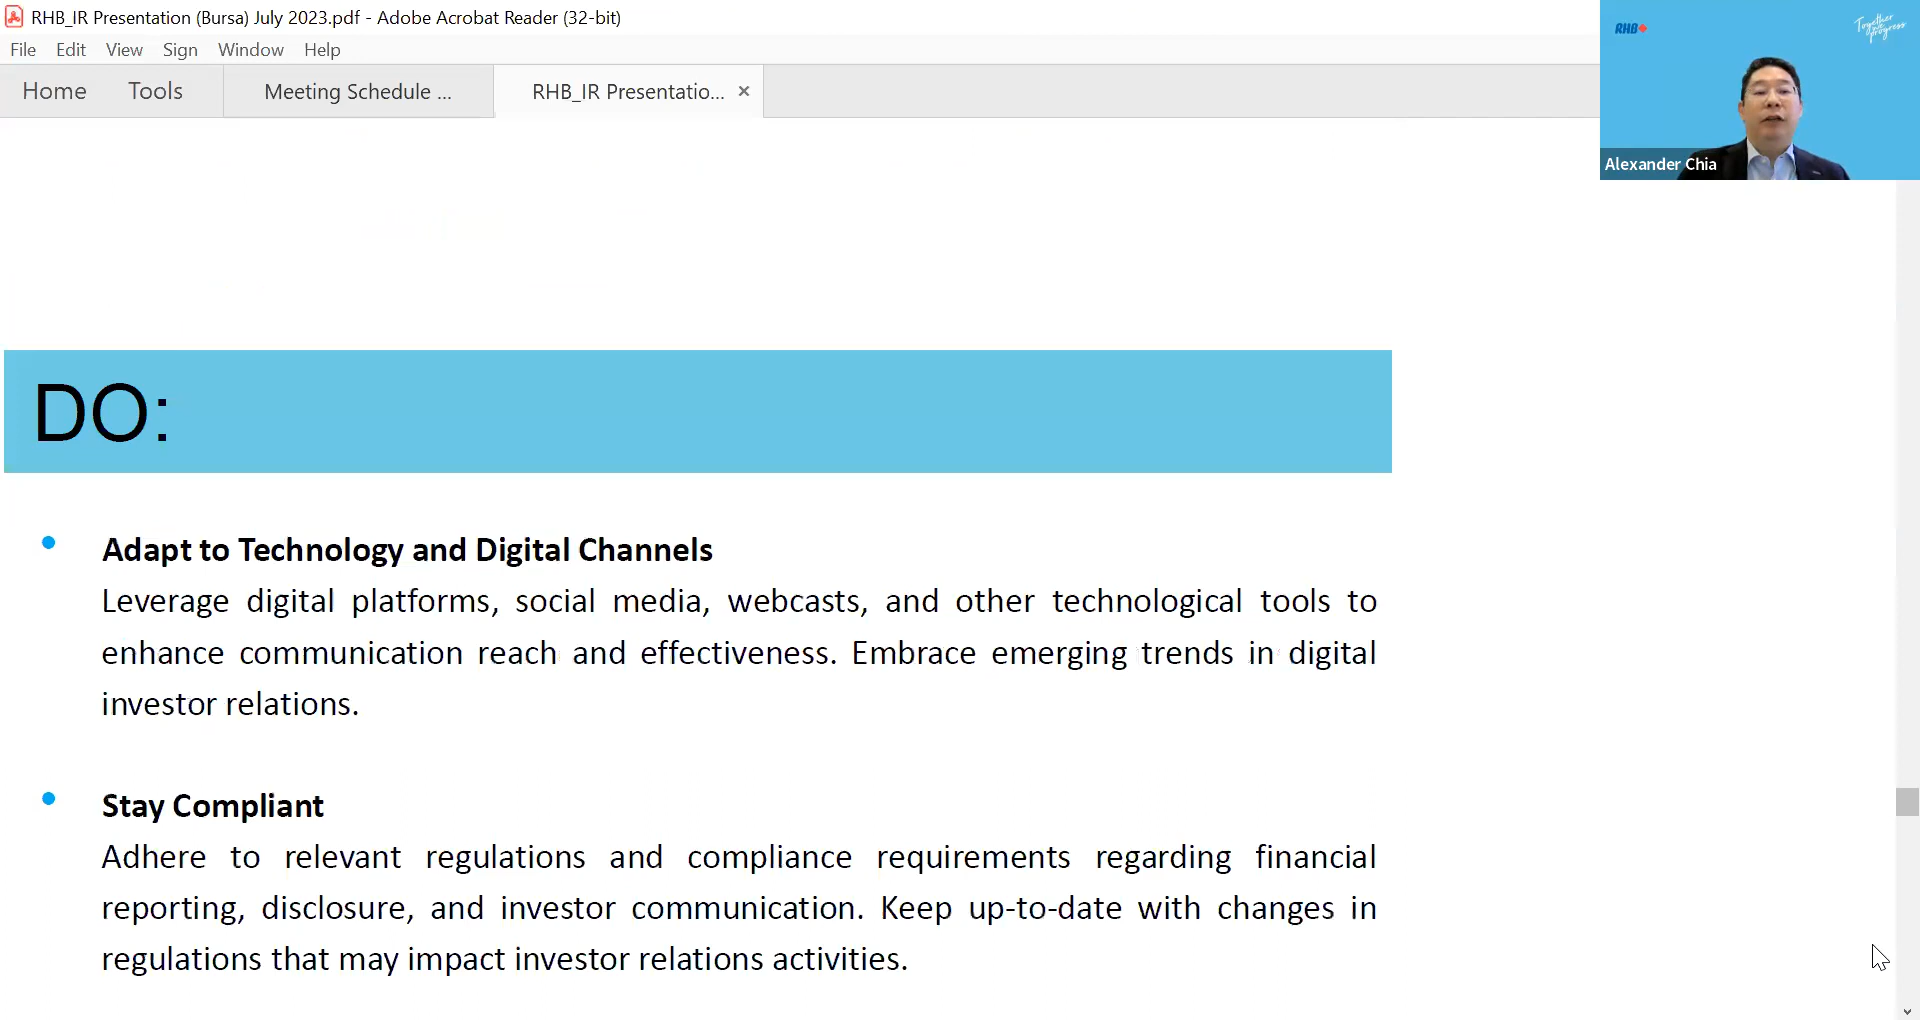 RHB_IR Presentation (Bursa) July 2023.pdf - Adobe Acrobat Reader (32-bit)
File Edit View Sign Window Help
Home Tools Meeting Schedule ... RHB_IR Presentatio... ×
RHB
Together we progress
Alexander Chia
DO:
• Adapt to Technology and Digital Channels
Leverage digital platforms, social media, webcasts, and other technological tools to
enhance communication reach and effectiveness. Embrace emerging trends in digital
investor relations.
• Stay Compliant
Adhere to relevant regulations and compliance requirements regarding financial
reporting, disclosure, and investor communication. Keep up-to-date with changes in
regulations that may impact investor relations activities.